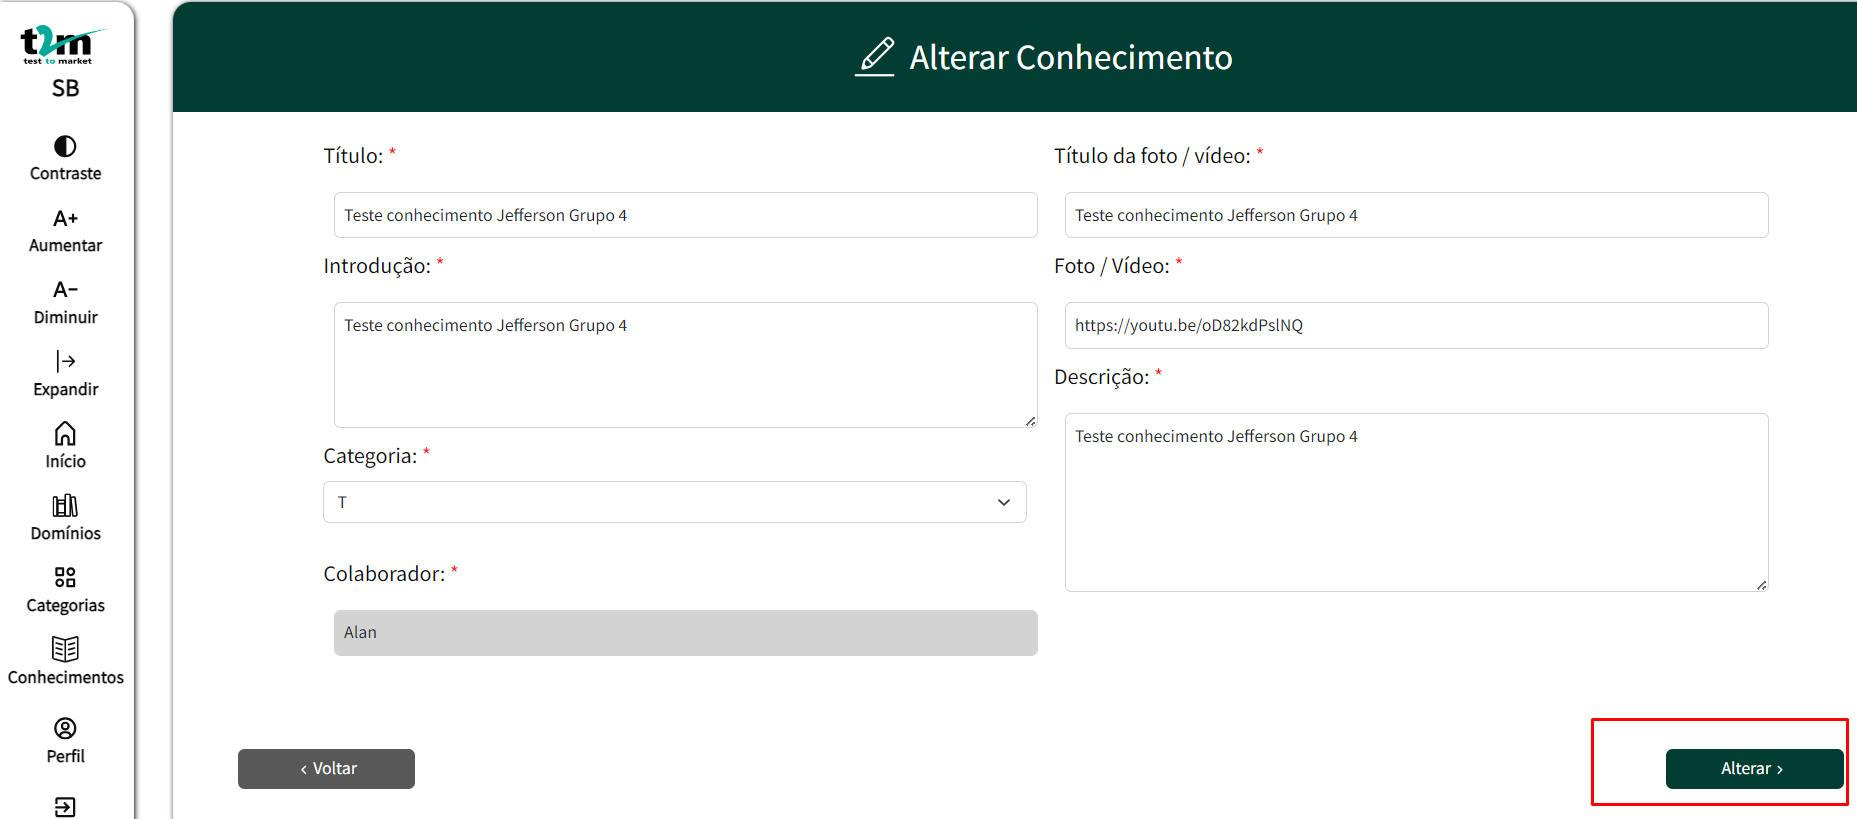 t2m
test to market
SB
Contraste
A+
Aumentar
A-
Diminuir
Expandir
Início
Domínios
Categorias
Conhecimentos
Perfil
Alterar Conhecimento
Título: *
Teste conhecimento Jefferson Grupo 4
Introdução: *
Teste conhecimento Jefferson Grupo 4
Categoria: *
T
Colaborador: *
Alan
Título da foto / vídeo: *
Teste conhecimento Jefferson Grupo 4
Foto / Vídeo: *
https://youtu.be/oD82kdPslNQ
Descrição: *
Teste conhecimento Jefferson Grupo 4
‹ Voltar
Alterar ›